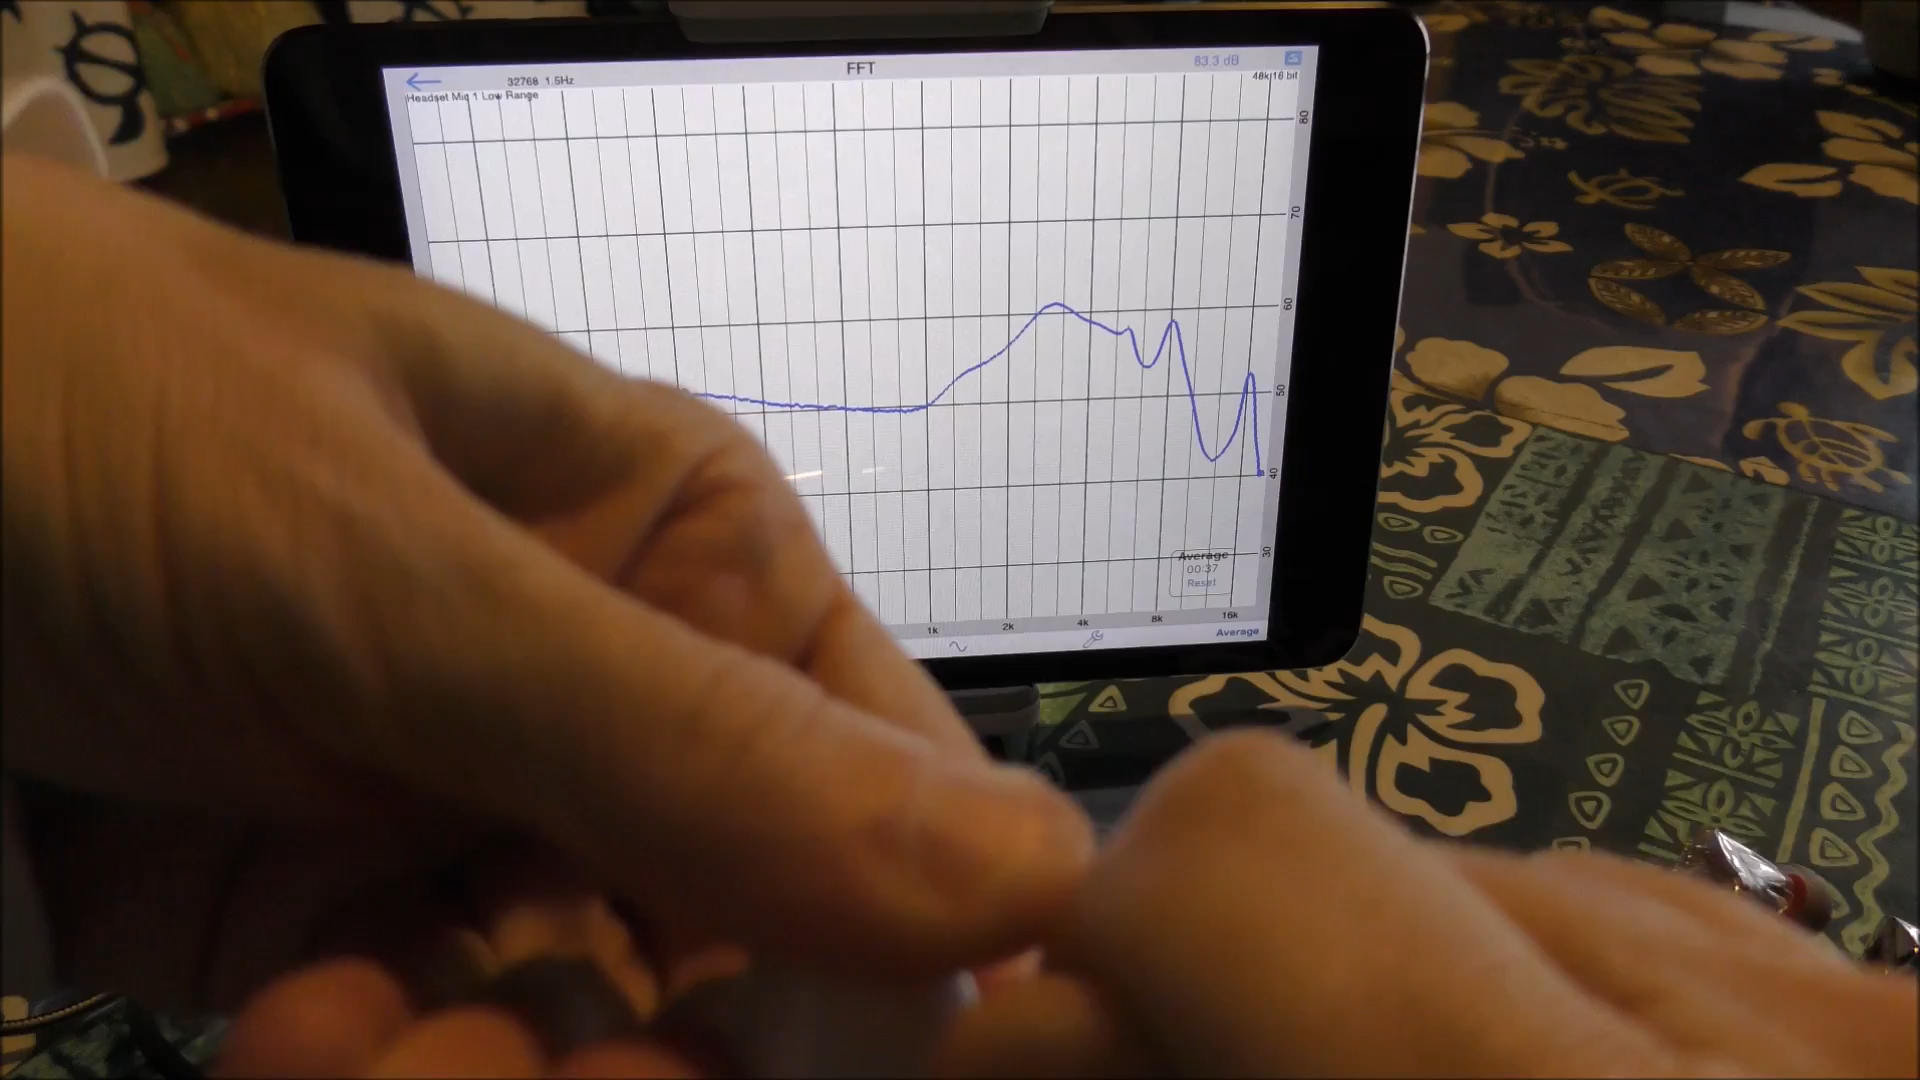 FFT
83.3 dB
32768 1.5Hz
48k|16 bit
Headset Mic 1 Low Range
80
70
60
50
40
30
Average
00:37
Reset
1k
2k
4k
8k
16k
Average